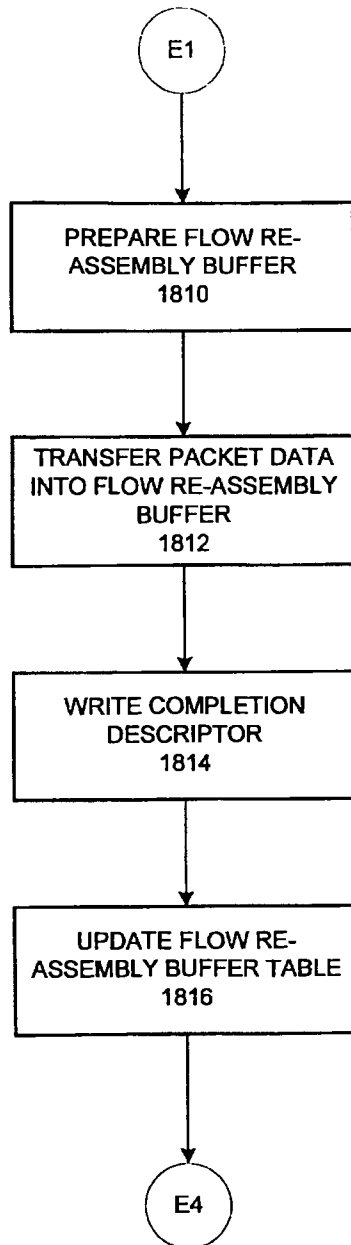 E1
PREPARE FLOW RE-
ASSEMBLY BUFFER
1810
TRANSFER PACKET DATA
INTO FLOW RE-ASSEMBLY
BUFFER
1812
WRITE COMPLETION
DESCRIPTOR
1814
UPDATE FLOW RE-
ASSEMBLY BUFFER TABLE
1816
E4